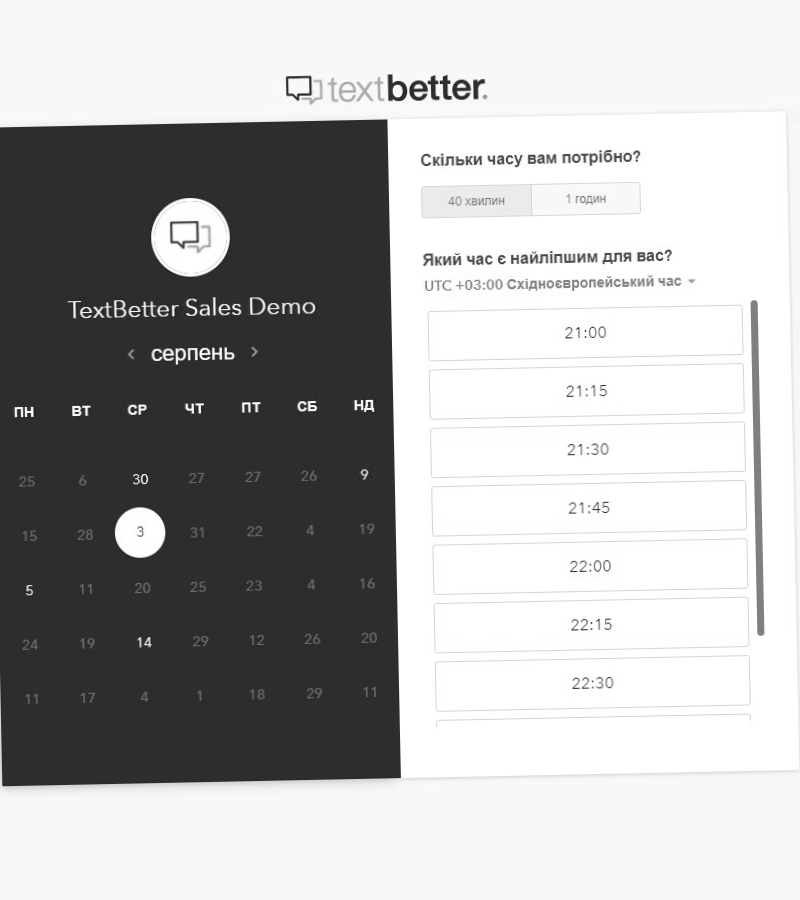 textbetter.
TextBetter Sales Demo
серпень
ПН ВТ СР ЧТ ПТ СБ НД
25 6 30 27 27 26 9
15 28 3 31 22 4 19
5 11 20 25 23 4 16
24 19 14 29 12 26 20
11 17 4 1 18 29 11
Скільки часу вам потрібно?
40 хвилин 1 годин
Який час є найліпшим для вас?
UTC +03:00 Східноєвропейський час
21:00
21:15
21:30
21:45
22:00
22:15
22:30